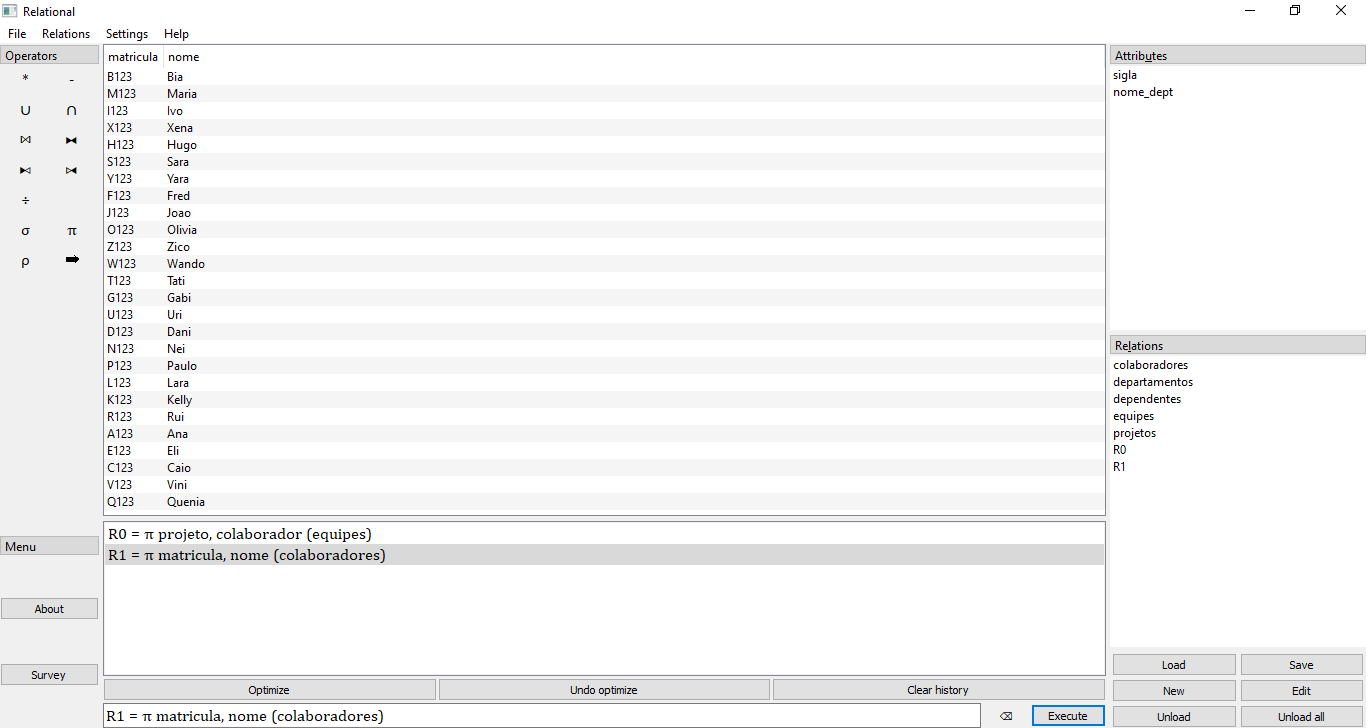 Relational
File Relations Settings Help
Operators
* -
∪ ∩
⋈ ⧓
⧑ ⧒
÷
σ π
ρ ➡
Menu
About
Survey
matricula nome
B123 Bia
M123 Maria
I123 Ivo
X123 Xena
H123 Hugo
S123 Sara
Y123 Yara
F123 Fred
J123 Joao
O123 Olivia
Z123 Zico
W123 Wando
T123 Tati
G123 Gabi
U123 Uri
D123 Dani
N123 Nei
P123 Paulo
L123 Lara
K123 Kelly
R123 Rui
A123 Ana
E123 Eli
C123 Caio
V123 Vini
Q123 Quenia
R0 = π projeto, colaborador (equipes)
R1 = π matricula, nome (colaboradores)
Optimize Undo optimize Clear history
R1 = π matricula, nome (colaboradores) ⌫ Execute
Attributes
sigla
nome_dept
Relations
colaboradores
departamentos
dependentes
equipes
projetos
R0
R1
Load Save
New Edit
Unload Unload all